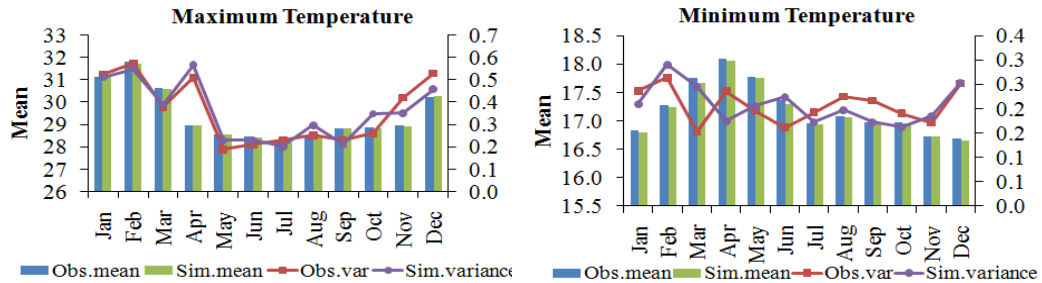 Maximum Temperature
33
32
31
30
29
28
27
26
Mean
0.7
0.6
0.5
0.4
0.3
0.2
0.1
0.0
Jan
Feb
Mar
Apr
May
Jun
Jul
Aug
Sep
Oct
Nov
Dec
Obs.mean
Sim.mean
Obs.var
Sim.variance
Minimum Temperature
18.5
18.0
17.5
17.0
16.5
16.0
15.5
Mean
0.4
0.3
0.3
0.2
0.2
0.1
0.1
0.0
Jan
Feb
Mar
Apr
May
Jun
Jul
Aug
Sep
Oct
Nov
Dec
Obs.mean
Sim.mean
Obs.var
Sim.variance